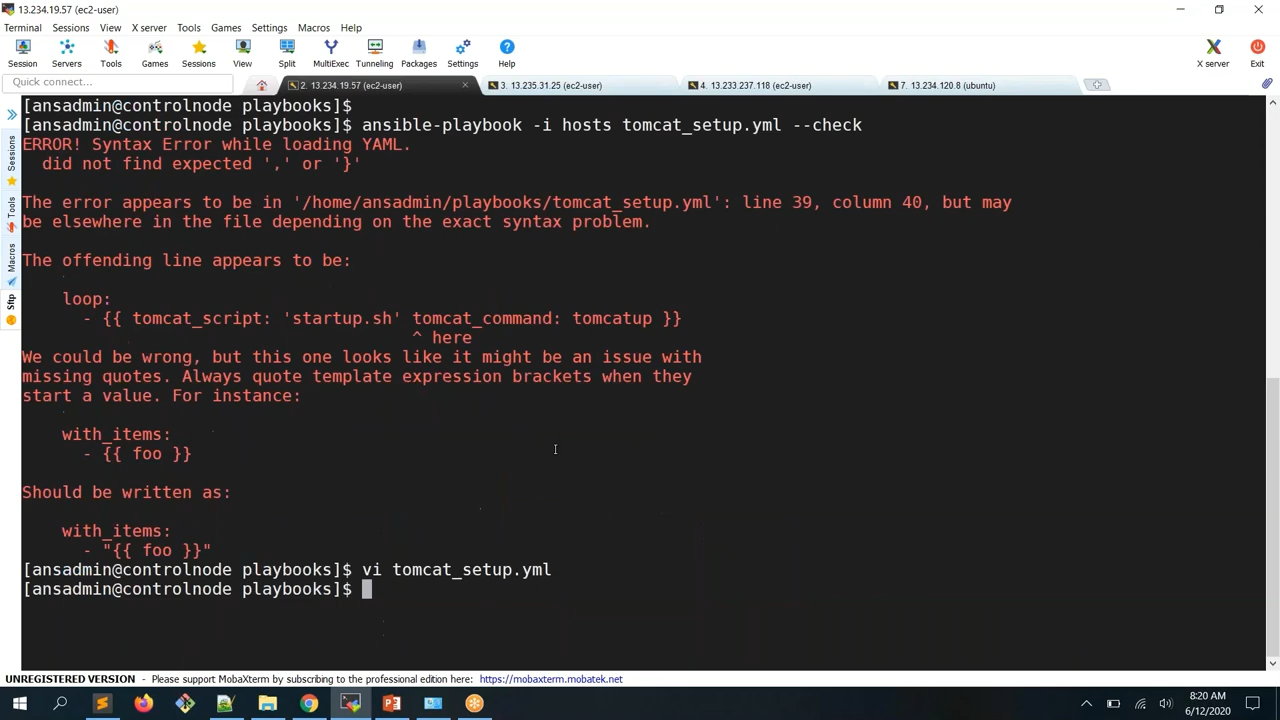 13.234.19.57 (ec2-user)
Terminal Sessions View X server Tools Games Settings Macros Help
Session Servers Tools Games Sessions View Split MultiExec Tunneling Packages Settings Help X server Exit
Quick connect... 2. 13.234.19.57 (ec2-user) 3. 13.235.31.25 (ec2-user) 4. 13.233.237.118 (ec2-user) 7. 13.234.120.8 (ubuntu)
Sessions
Tools
Macros
Sftp
[ansadmin@controlnode playbooks]$
[ansadmin@controlnode playbooks]$ ansible-playbook -i hosts tomcat_setup.yml --check
ERROR! Syntax Error while loading YAML.
did not find expected ',' or '}'
The error appears to be in '/home/ansadmin/playbooks/tomcat_setup.yml': line 39, column 40, but may
be elsewhere in the file depending on the exact syntax problem.
The offending line appears to be:
loop:
- {{ tomcat_script: 'startup.sh' tomcat_command: tomcatup }}
^ here
We could be wrong, but this one looks like it might be an issue with
missing quotes. Always quote template expression brackets when they
start a value. For instance:
with_items:
- {{ foo }}
Should be written as:
with_items:
- "{{ foo }}"
[ansadmin@controlnode playbooks]$ vi tomcat_setup.yml
[ansadmin@controlnode playbooks]$
UNREGISTERED VERSION - Please support MobaXterm by subscribing to the professional edition here: https://mobaxterm.mobatek.net
8:20 AM
6/12/2020